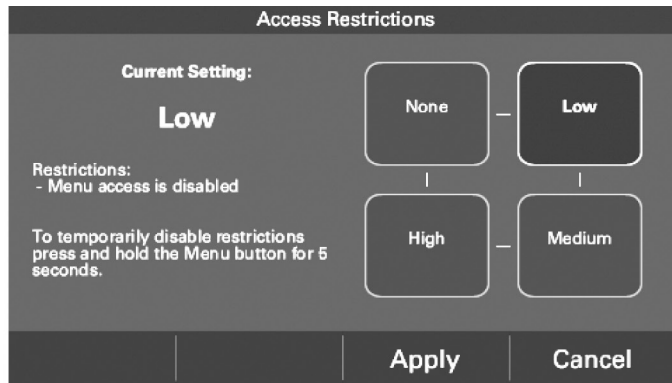 Access Restrictions
Current Setting:
Low
Restrictions:
- Menu access is disabled
To temporarily disable restrictions
press and hold the Menu button for 5
seconds.
None
Low
High
Medium
Apply
Cancel